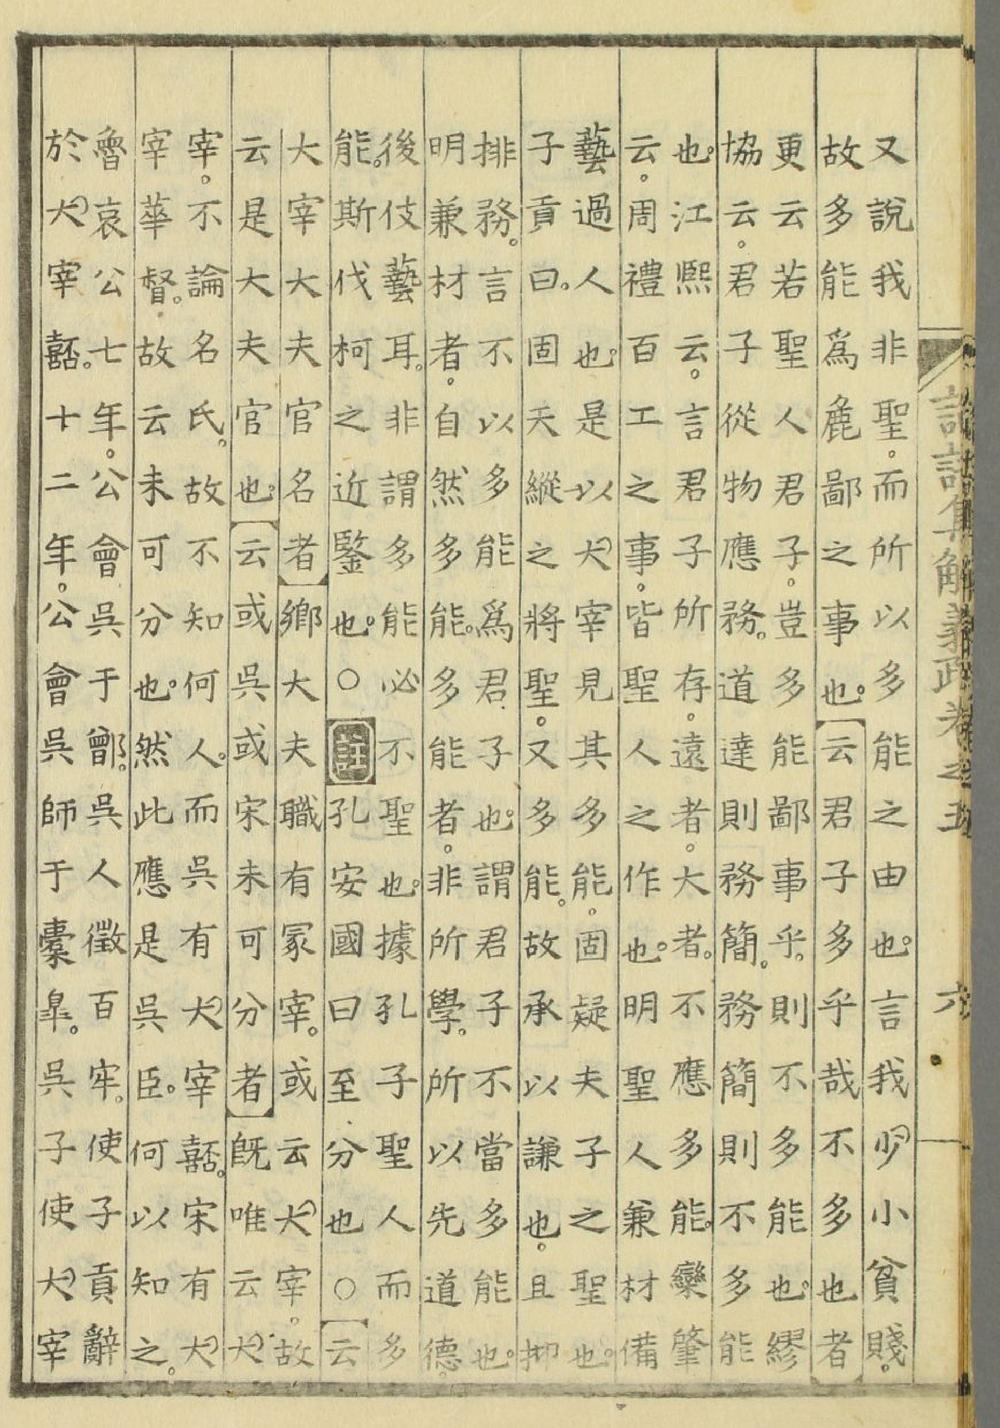 又說我非聖。而所以多能之由也。言我少小貧賤。
故多能爲麁鄙之事也。[云君子多乎哉不多也者]
更云若聖人君子。豈多能鄙事乎。則不多能也。繆
協云。君子從物應務。道達則務簡。務簡則不多能
也。江熙云。言君子所存。遠者。大者。不應多能。欒肇
云。周禮百工之事。皆聖人之作也。明聖人兼材備
藝過人也。是以大宰見其多能。固疑夫子之聖也。
子貢曰。固天縱之將聖。又多能。故承以謙也。且抑
排務。言不以多能爲君子也。謂君子不當多能也。
明兼材者。自然多能。多能者。非所學。所以先道德。
後伎藝耳。非謂多能必不聖也。據孔子聖人而多
能。斯伐柯之近鑒也。○註孔安國曰至分也○[云
大宰大夫官名者]鄉大夫職有冢宰。或云大宰。故
云是大夫官也。[云或吳或宋未可分者]既唯云大
宰。不論名氏。故不知何人。而吳有大宰嚭。宋有大
宰華督。故云未可分也。然此應是吳臣。何以知之。
魯哀公七年。公會吳于鄫。吳人徵百牢。使子貢辭
於大宰嚭。十二年。公會吳師于橐皐。吳子使大宰